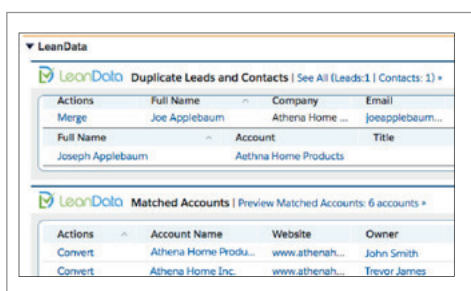 ▼ LeanData
LeanData Duplicate Leads and Contacts | See All (Leads:1 | Contacts: 1) »
Actions Full Name Company Email
Merge Joe Applebaum Athena Home ... joeapplebaum...
Full Name Account Title
Joseph Applebaum Aethna Home Products
LeanData Matched Accounts | Preview Matched Accounts: 6 accounts »
Actions Account Name Website Owner
Convert Athena Home Produ... www.athenah... John Smith
Convert Athena Home Inc. www.athenah... Trevor James